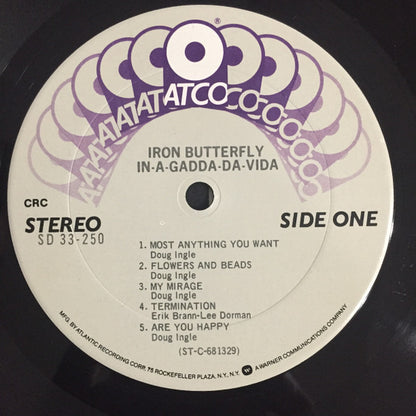 ATATATATCOCOCOCOCO
®
IRON BUTTERFLY
IN-A-GADDA-DA-VIDA
CRC
STEREO
SD 33-250
SIDE ONE
1. MOST ANYTHING YOU WANT
Doug Ingle
2. FLOWERS AND BEADS
Doug Ingle
3. MY MIRAGE
Doug Ingle
4. TERMINATION
Erik Brann-Lee Dorman
5. ARE YOU HAPPY
Doug Ingle
(ST-C-681329)
MFG. BY ATLANTIC RECORDING CORP., 75 ROCKEFELLER PLAZA, N.Y., N.Y. A WARNER COMMUNICATIONS COMPANY